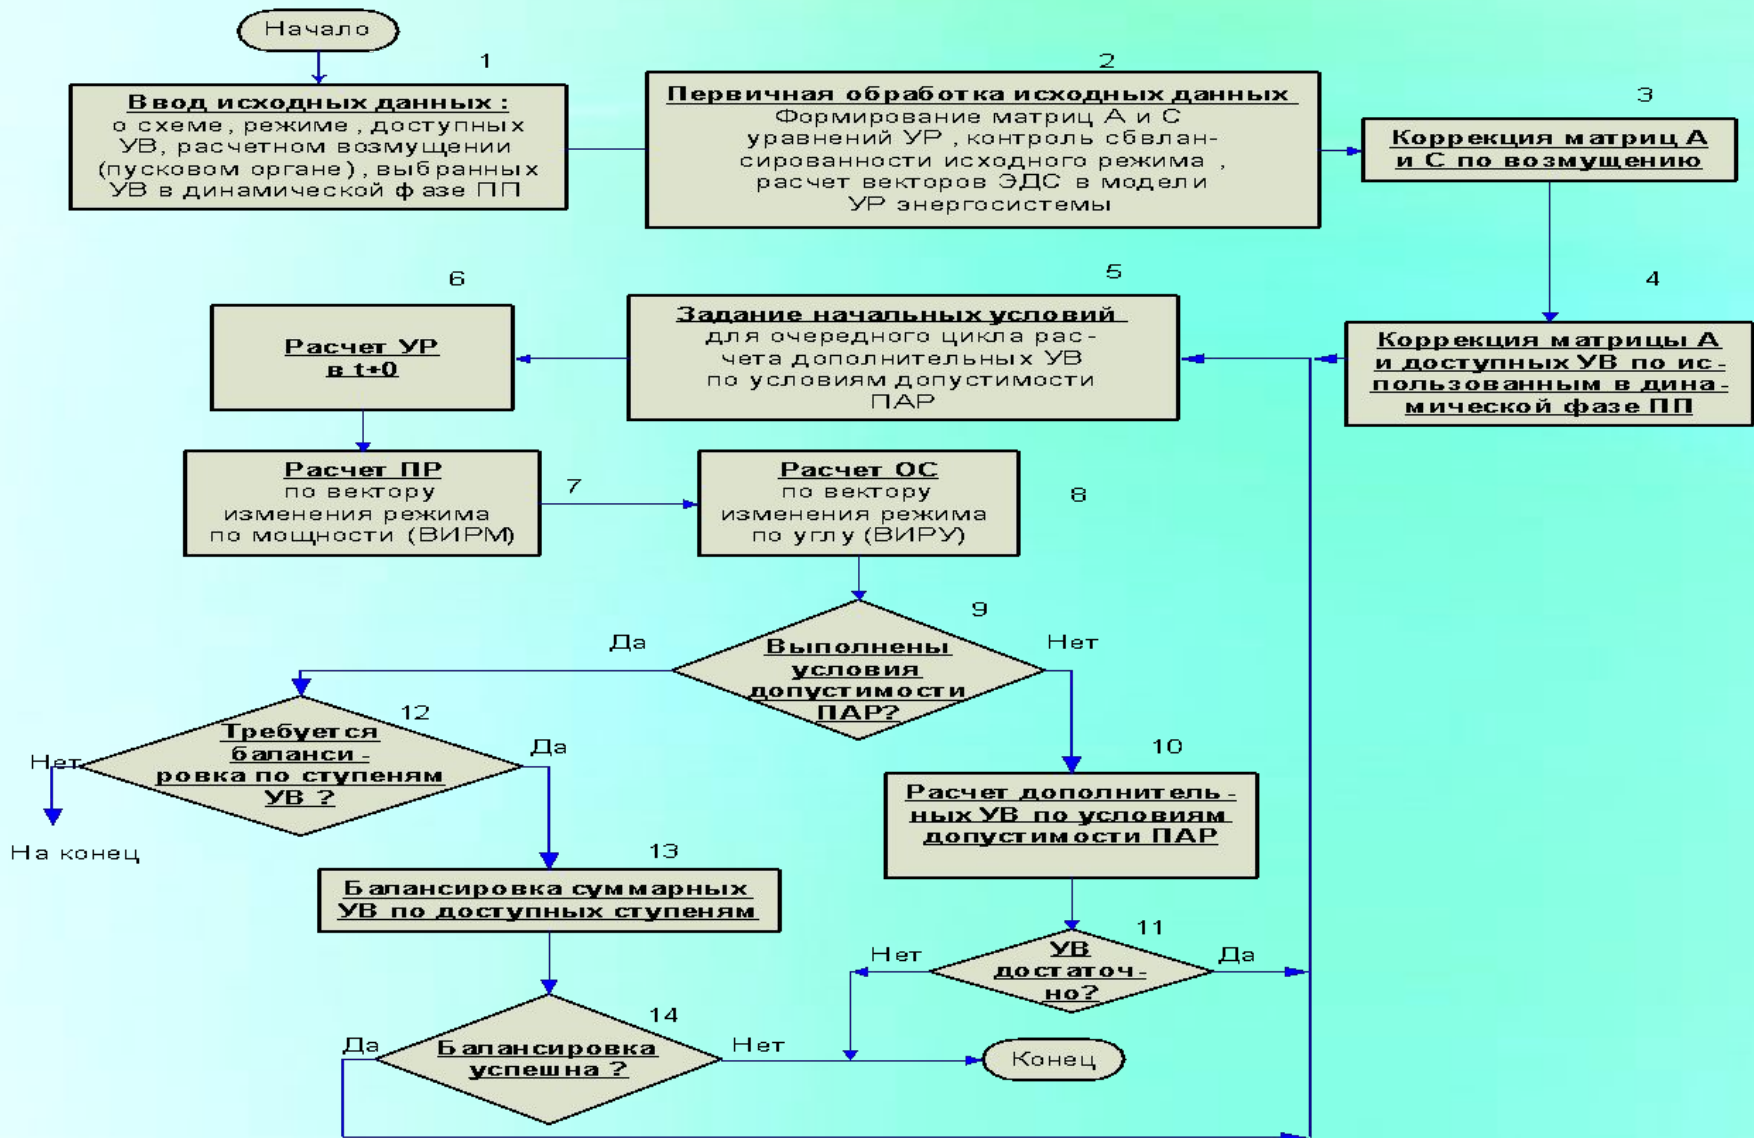 Начало
1
Ввод исходных данных :
о схеме, режиме, доступных
УВ, расчетном возмущении
(пусковом органе), выбранных
УВ в динамической фазе ПП
2
Первичная обработка исходных данных
Формирование матриц А и С
уравнений УР , контроль сбвлан-
сированности исходного режима ,
расчет векторов ЭДС в модели
УР энергосистемы
3
Коррекция матриц А
и С по возмущению
4
Коррекция матрицы А
и доступных УВ по ис-
пользованным в дина-
мической фазе ПП
5
Задание начальных условий
для очередного цикла рас-
чета дополнительных УВ
по условиям допустимости
ПАР
6
Расчет УР
в t+0
Расчет ПР
по вектору
изменения режима
по мощности (ВИРМ)
7
Расчет ОС
по вектору
изменения режима
по углу (ВИРУ)
8
9
Выполнены
условия
допустимости
ПАР?
Да
Нет
12
Требуется
баланси -
ровка по ступеням
УВ ?
Нет
Да
На конец
10
Расчет дополнитель -
ных УВ по условиям
допустимости ПАР
13
Балансировка суммарных
УВ по доступных ступеням
11
УВ
достаточ-
но?
Нет
Да
14
Балансировка
успешна ?
Да
Нет
Конец